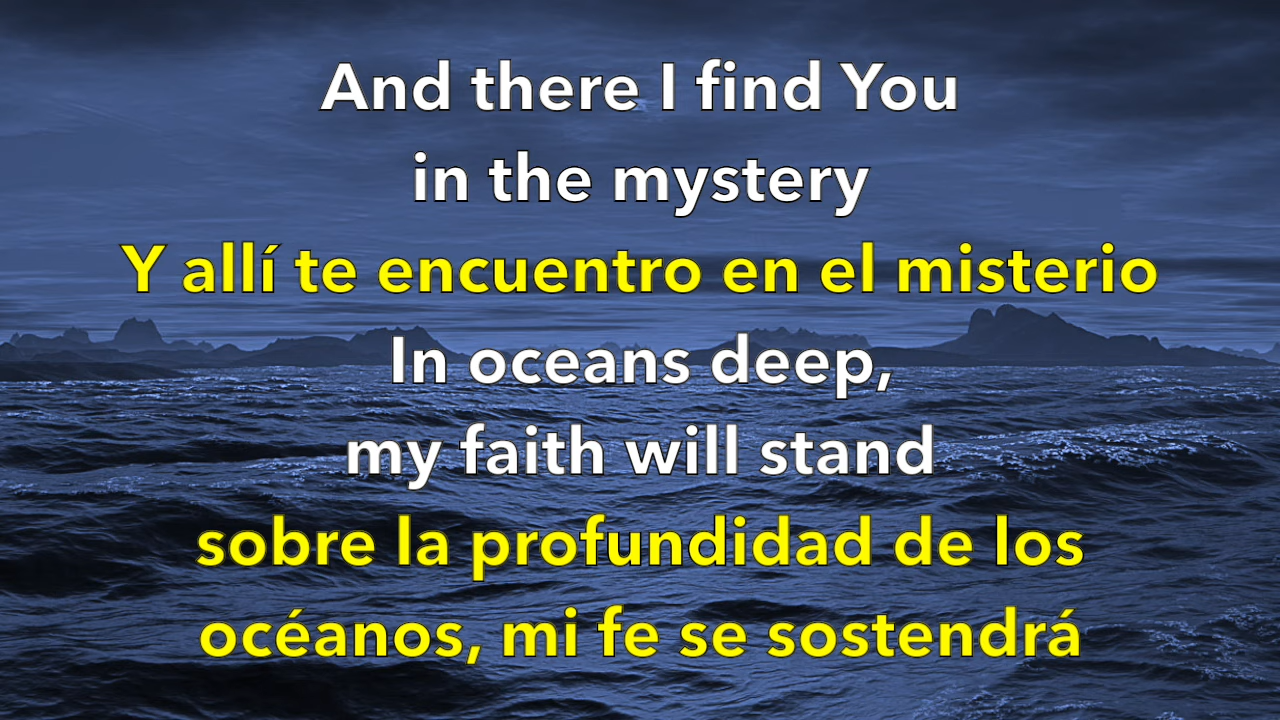 And there I find You
in the mystery
Y allí te encuentro en el misterio
In oceans deep,
my faith will stand
sobre la profundidad de los
océanos, mi fe se sostendrá